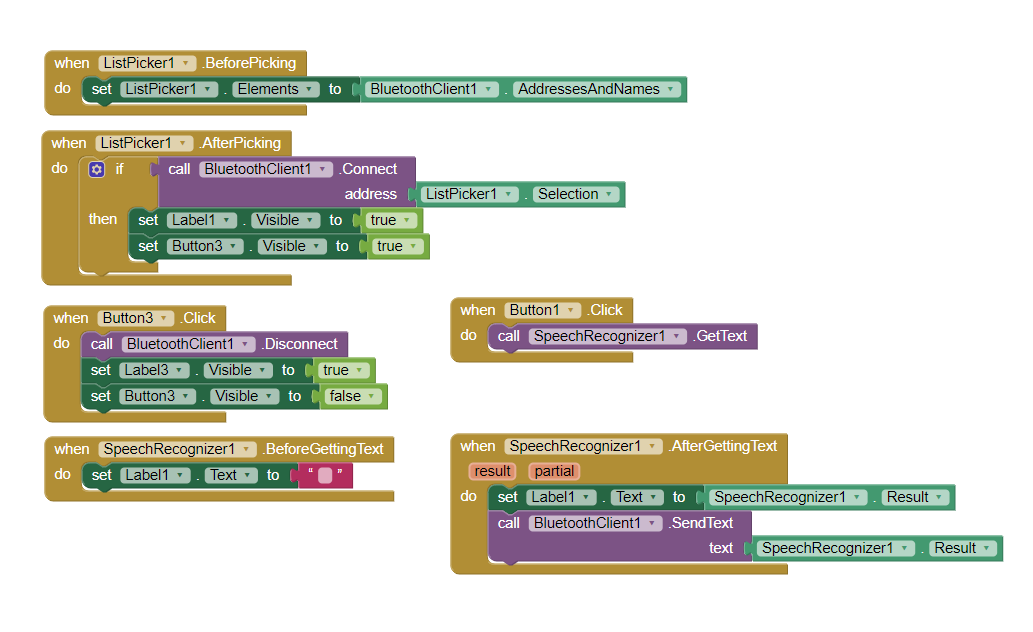 when ListPicker1 .BeforePicking
do set ListPicker1 . Elements to BluetoothClient1 . AddressesAndNames
when ListPicker1 .AfterPicking
do if call BluetoothClient1 .Connect
address ListPicker1 . Selection
then set Label1 . Visible to true
set Button3 . Visible to true
when Button3 .Click
do call BluetoothClient1 .Disconnect
set Label3 . Visible to true
set Button3 . Visible to false
when Button1 .Click
do call SpeechRecognizer1 .GetText
when SpeechRecognizer1 .BeforeGettingText
do set Label1 . Text to “ ”
when SpeechRecognizer1 .AfterGettingText
result partial
do set Label1 . Text to SpeechRecognizer1 . Result
call BluetoothClient1 .SendText
text SpeechRecognizer1 . Result